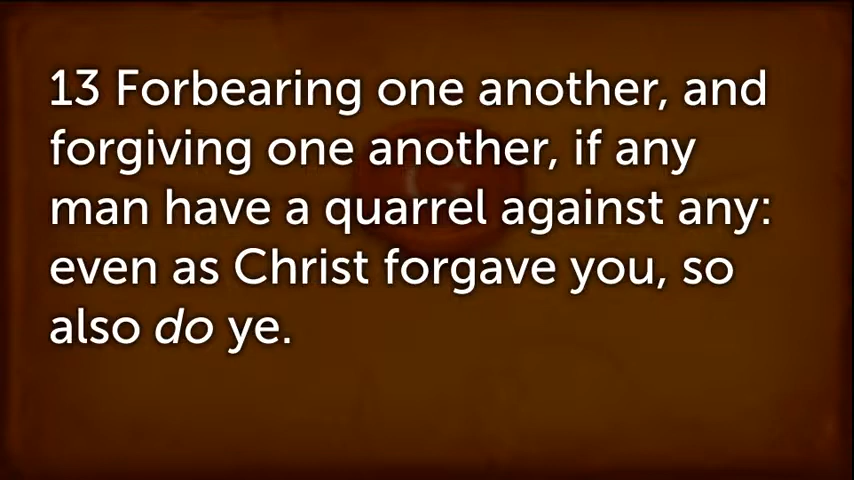 13 Forbearing one another, and
forgiving one another, if any
man have a quarrel against any:
even as Christ forgave you, so
also do ye.